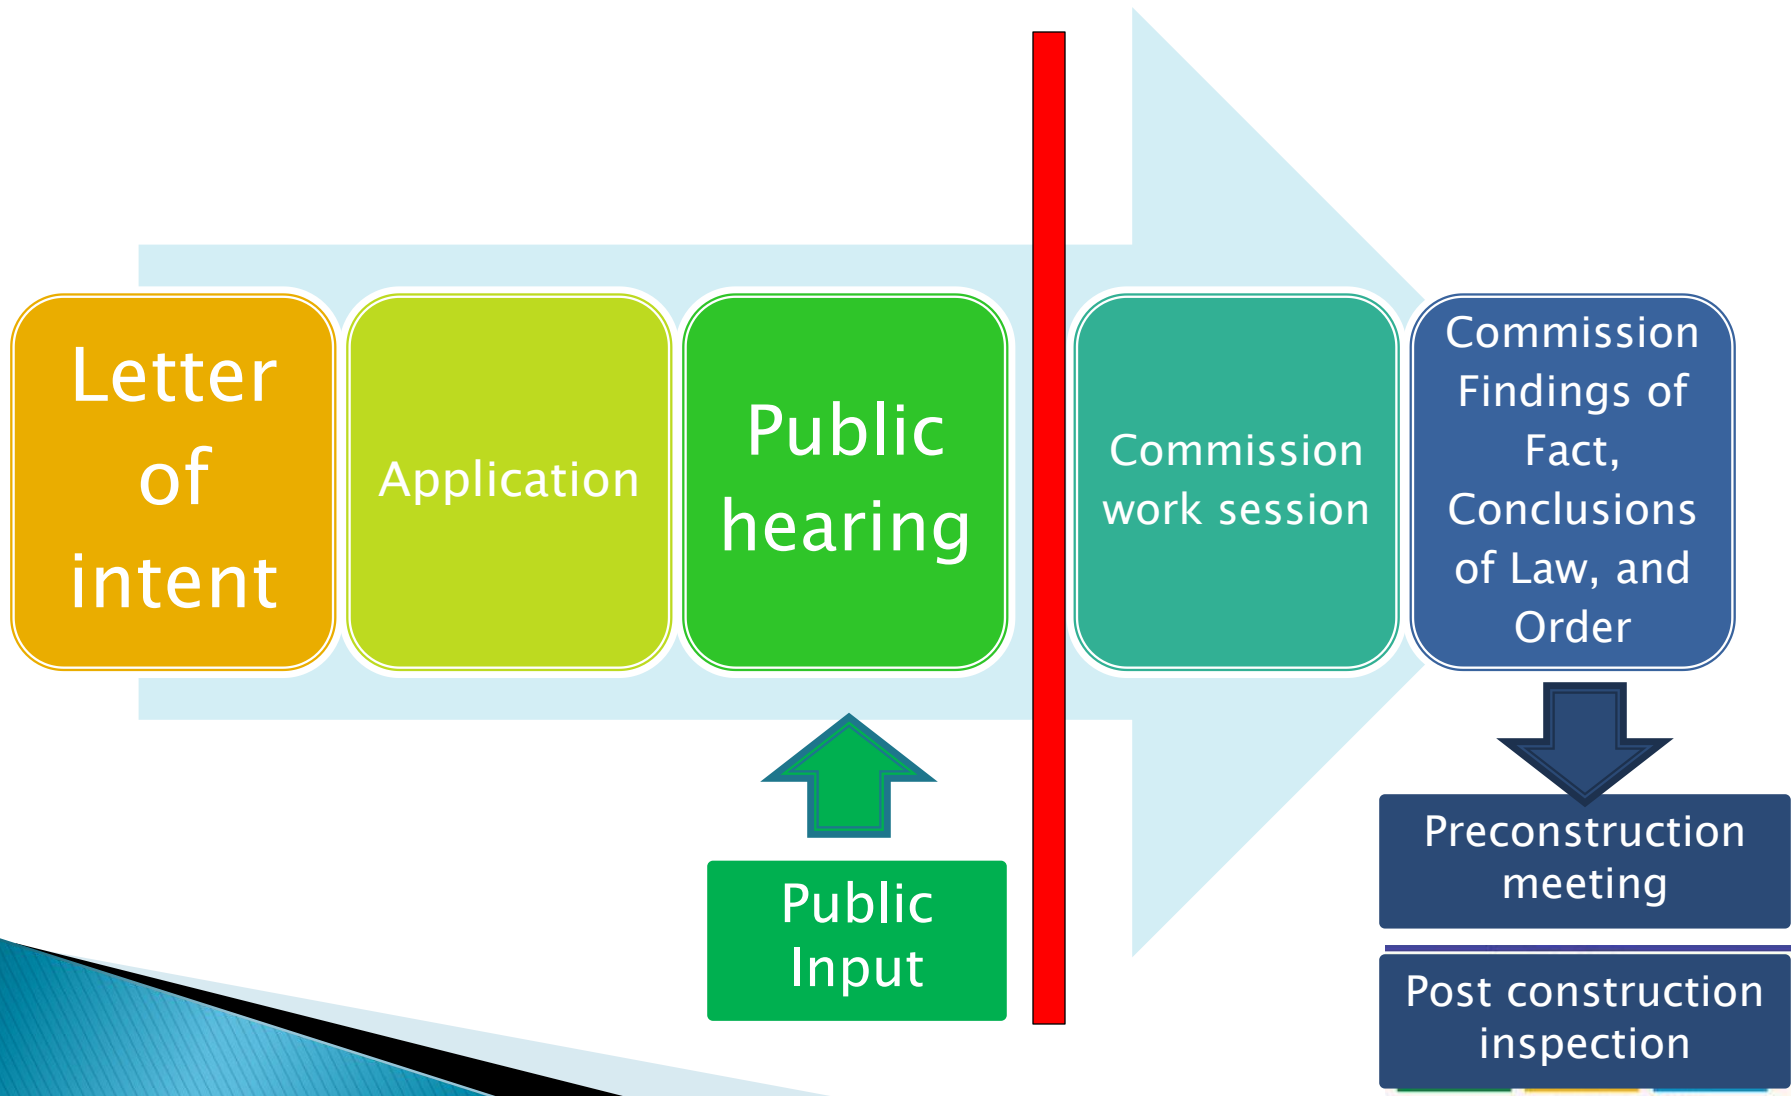 Letter
of
intent
Application
Public
hearing
Commission
work session
Commission
Findings of
Fact,
Conclusions
of Law, and
Order
Public
Input
Preconstruction
meeting
Post construction
inspection